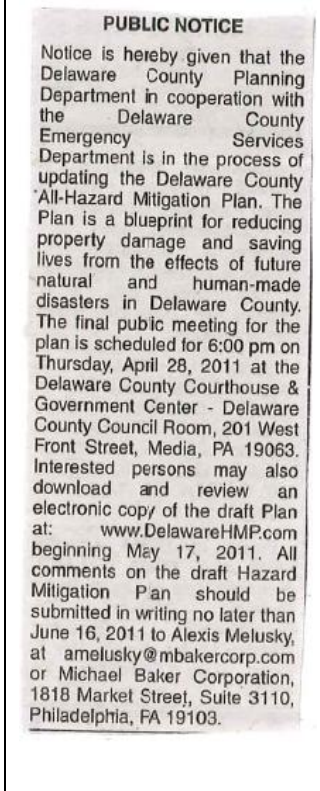 PUBLIC NOTICE
Notice is hereby given that the
Delaware County Planning
Department in cooperation with
the Delaware County
Emergency Services
Department is in the process of
updating the Delaware County
All-Hazard Mitigation Plan. The
Plan is a blueprint for reducing
property damage and saving
lives from the effects of future
natural and human-made
disasters in Delaware County.
The final public meeting for the
plan is scheduled for 6:00 pm on
Thursday, April 28, 2011 at the
Delaware County Courthouse &
Government Center - Delaware
County Council Room, 201 West
Front Street, Media, PA 19063.
Interested persons may also
download and review an
electronic copy of the draft Plan
at: www.DelawareHMP.com
beginning May 17, 2011. All
comments on the draft Hazard
Mitigation Plan should be
submitted in writing no later than
June 16, 2011 to Alexis Melusky,
at amelusky@mbakercorp.com
or Michael Baker Corporation,
1818 Market Street, Suite 3110,
Philadelphia, PA 19103.